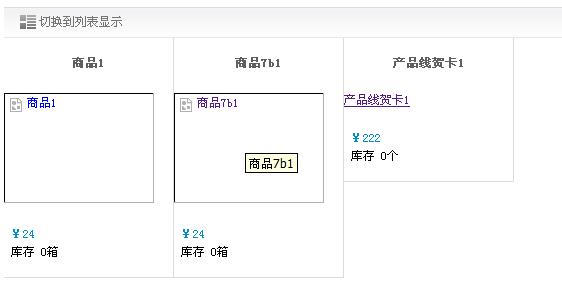 切换到列表显示
商品1
商品7b1
产品线贺卡1
商品1
商品7b1
产品线贺卡1
商品7b1
¥222
库存 0个
¥24
¥24
库存 0箱
库存 0箱